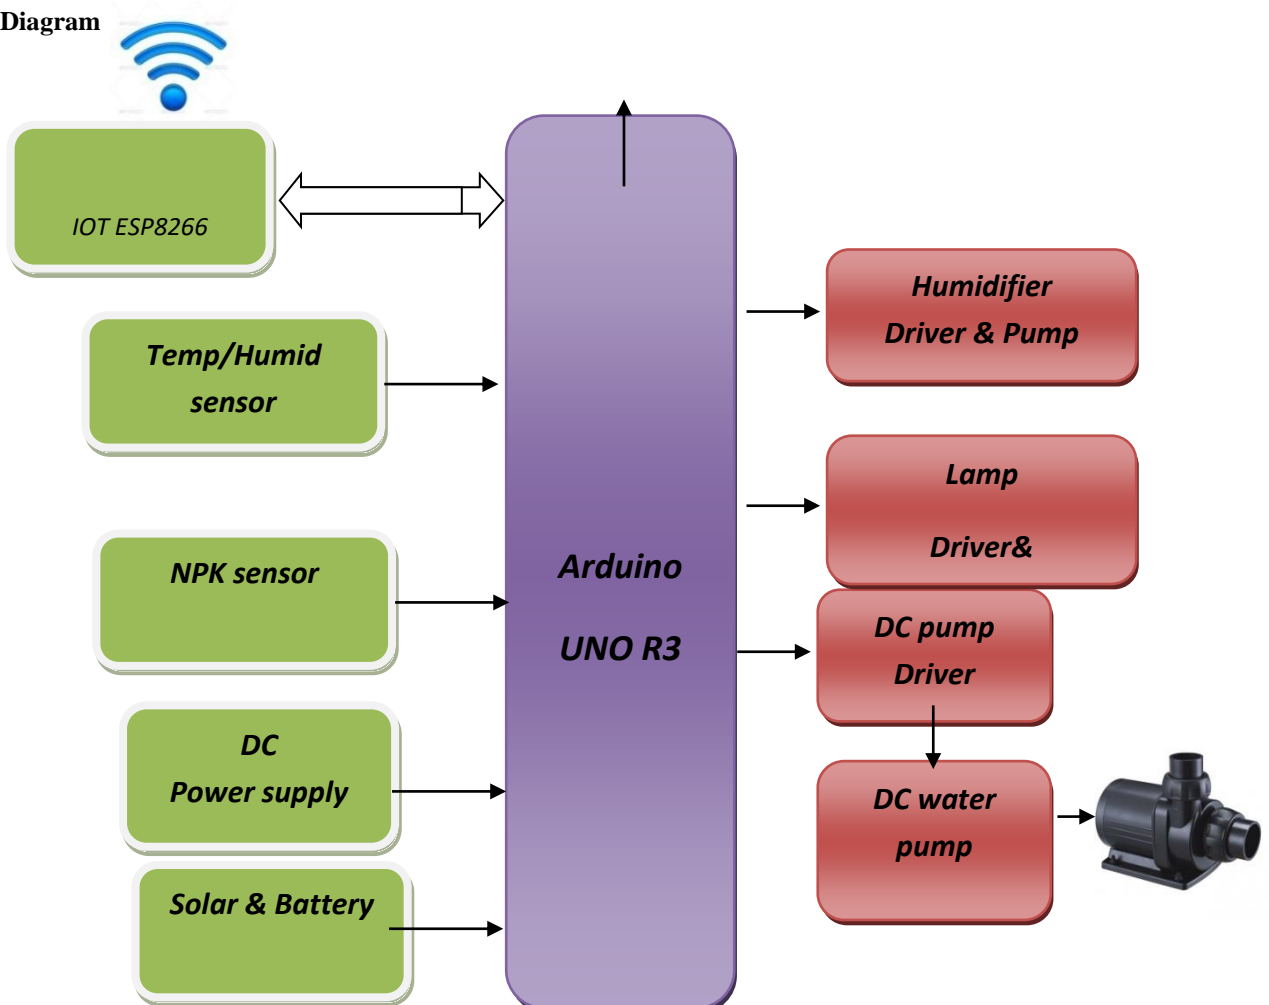 Diagram
IOT ESP8266
Temp/Humid
sensor
NPK sensor
DC
Power supply
Solar & Battery
Arduino
UNO R3
Humidifier
Driver & Pump
Lamp
Driver&
DC pump
Driver
DC water
pump